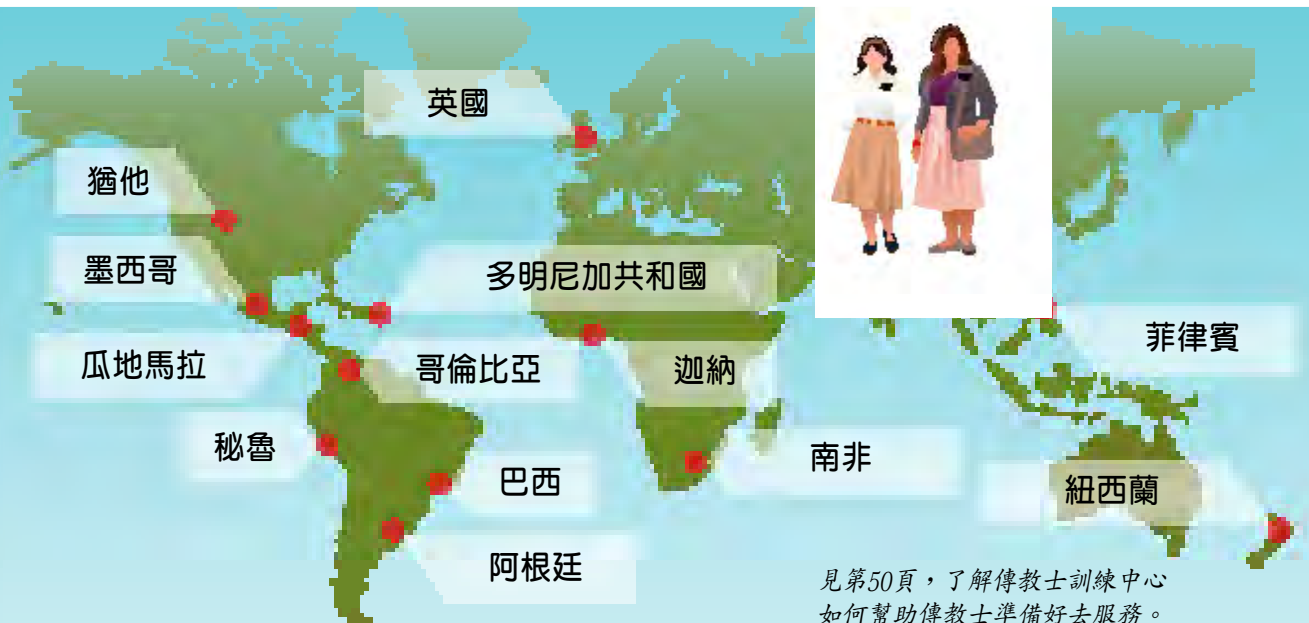 英國
猶他
墨西哥
多明尼加共和國
瓜地馬拉
哥倫比亞
迦納
菲律賓
秘魯
巴西
南非
紐西蘭
阿根廷
見第50頁，了解傳教士訓練中心
如何幫助傳教士準備好去服務。